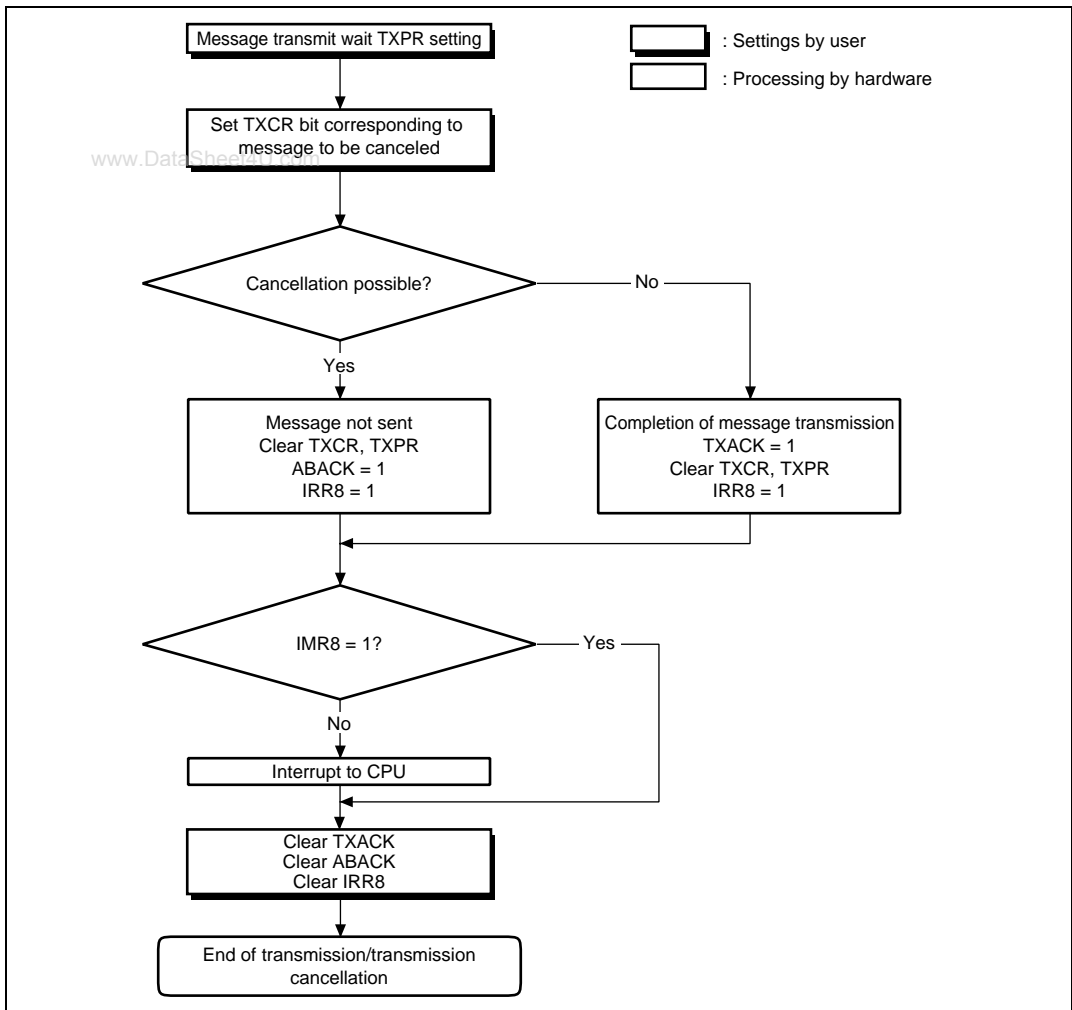 Message transmit wait TXPR setting
: Settings by user
: Processing by hardware
Set TXCR bit corresponding to
message to be canceled
www.DataSheet4U.com
Cancellation possible?
No
Yes
Message not sent
Clear TXCR, TXPR
ABACK = 1
IRR8 = 1
Completion of message transmission
TXACK = 1
Clear TXCR, TXPR
IRR8 = 1
IMR8 = 1?
Yes
No
Interrupt to CPU
Clear TXACK
Clear ABACK
Clear IRR8
End of transmission/transmission
cancellation